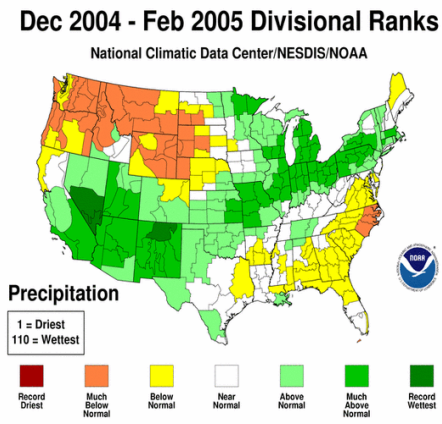 Dec 2004 - Feb 2005 Divisional Ranks
National Climatic Data Center/NESDIS/NOAA
NOAA
Precipitation
1 = Driest
110 = Wettest
Record
Driest
Much
Below
Normal
Below
Normal
Near
Normal
Above
Normal
Much
Above
Normal
Record
Wettest